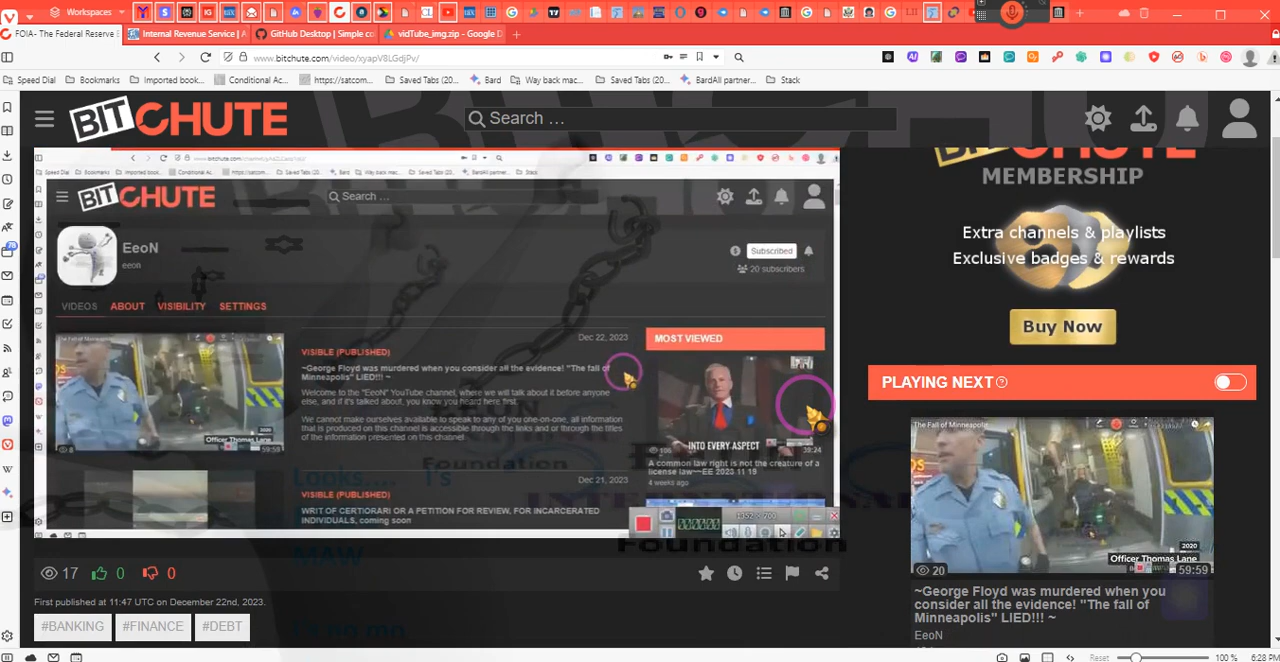 Workspaces
FOIA- The Federal Reserve E
Internal Revenue Service | A
GitHub Desktop | Simple co
vidTube_img.zip - Google D
www.bitchute.com/video/xyapV8LGdjPv/
Speed Dial
Bookmarks
Imported book...
Conditional Ac...
https://satcom...
Saved Tabs (20...
Bard
Way back mac...
Saved Tabs (20...
BardAll partner...
Stack
BITCHUTE
Search ...
BITCHUTE
Search ...
EeoN
eeon
Subscribed
20 subscribers
VIDEOS ABOUT VISIBILITY SETTINGS
Dec 22, 2023
VISIBLE (PUBLISHED)
~George Floyd was murdered when you consider all the evidence! "The fall of
Minneapolis" LIED!!! ~
Welcome to the "EeoN" YouTube channel, where we will talk about it before anyone
else, and if it's talked about, you know you heard here first.
We cannot make ourselves available to speak to any of you one-on-one, all information
that is produced on this channel is accessible through the links and or through the titles
of the information presented on this channel
The Fall of Minneapolis
Officer Thomas Lane
59:59
Dec 21, 2023
VISIBLE (PUBLISHED)
WRIT OF CERTIORARI OR A PETITION FOR REVIEW, FOR INCARCERATED
INDIVIDUALS, coming soon
MOST VIEWED
INTO EVERY ASPECT
39:24
A common law right is not the creature of a
license law~~EE 2023 11 19
4 weeks ago
Foundation
Foundation
MAW
17
0
0
First published at 11:47 UTC on December 22nd, 2023.
#BANKING
#FINANCE
#DEBT
MEMBERSHIP
Extra channels & playlists
Exclusive badges & rewards
Buy Now
PLAYING NEXT
The Fall of Minneapolis
2020
Officer Thomas Lane
20
59:59
~George Floyd was murdered when you
consider all the evidence! "The fall of
Minneapolis" LIED!!! ~
EeoN
Reset
100 %
6:28 PM